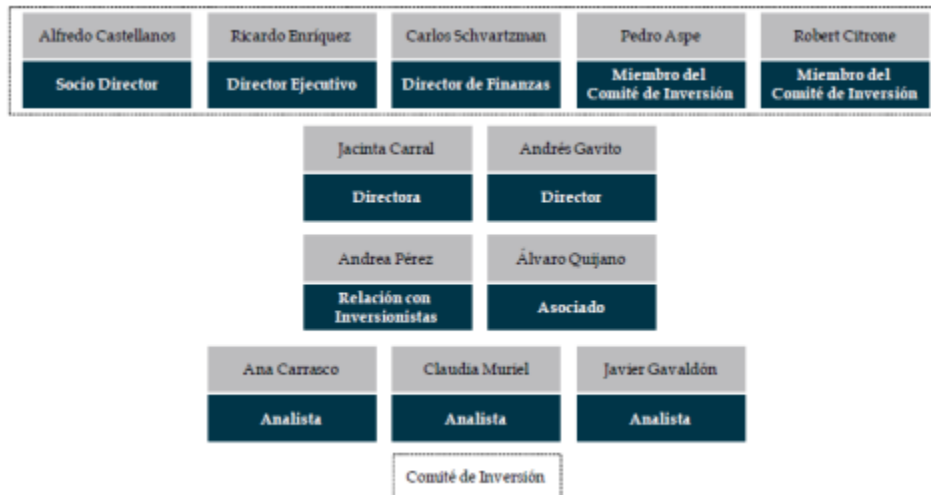 Alfredo Castellanos
Socio Director
Ricardo Enríquez
Director Ejecutivo
Carlos Schvartzman
Director de Finanzas
Pedro Aspe
Miembro del
Comité de Inversión
Robert Citrone
Miembro del
Comité de Inversión
Jacinta Carral
Directora
Andrés Gavito
Director
Andrea Pérez
Relación con
Inversionistas
Álvaro Quijano
Asociado
Ana Carrasco
Analista
Claudia Muriel
Analista
Javier Gavaldón
Analista
Comité de Inversión